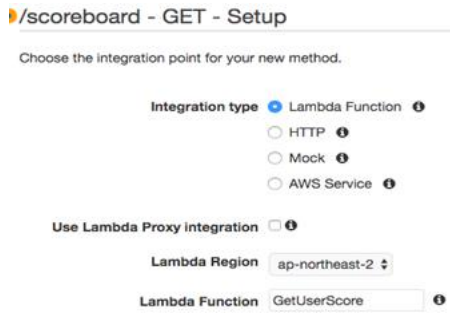 /scoreboard - GET - Setup
Choose the integration point for your new method.
Integration type Lambda Function
HTTP
Mock
AWS Service
Use Lambda Proxy integration
Lambda Region ap-northeast-2
Lambda Function GetUserScore